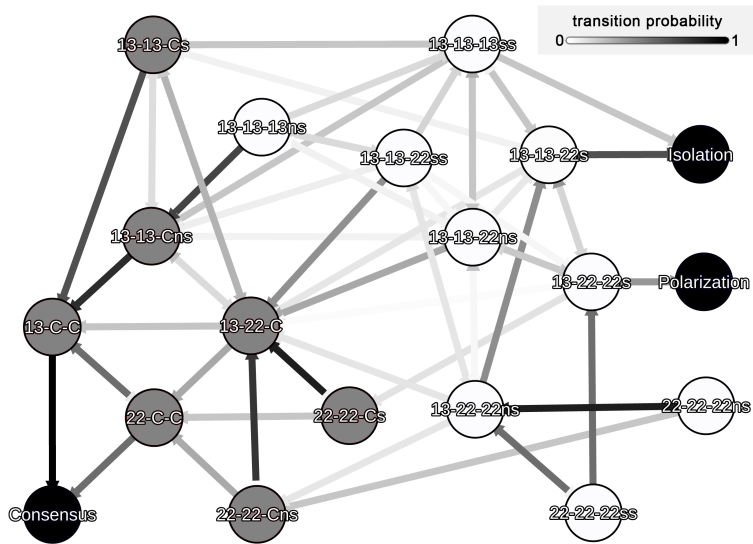 transition probability
0 1
13-13-Cs
13-13-13ss
13-13-13ns
13-13-22ss
13-13-22s
Isolation
13-13-Cns
13-13-22ns
13-22-22s
Polarization
13-C-C
13-22-C
22-C-C
22-22-Cs
13-22-22ns
22-22-22ns
Consensus
22-22-Cns
22-22-22ss